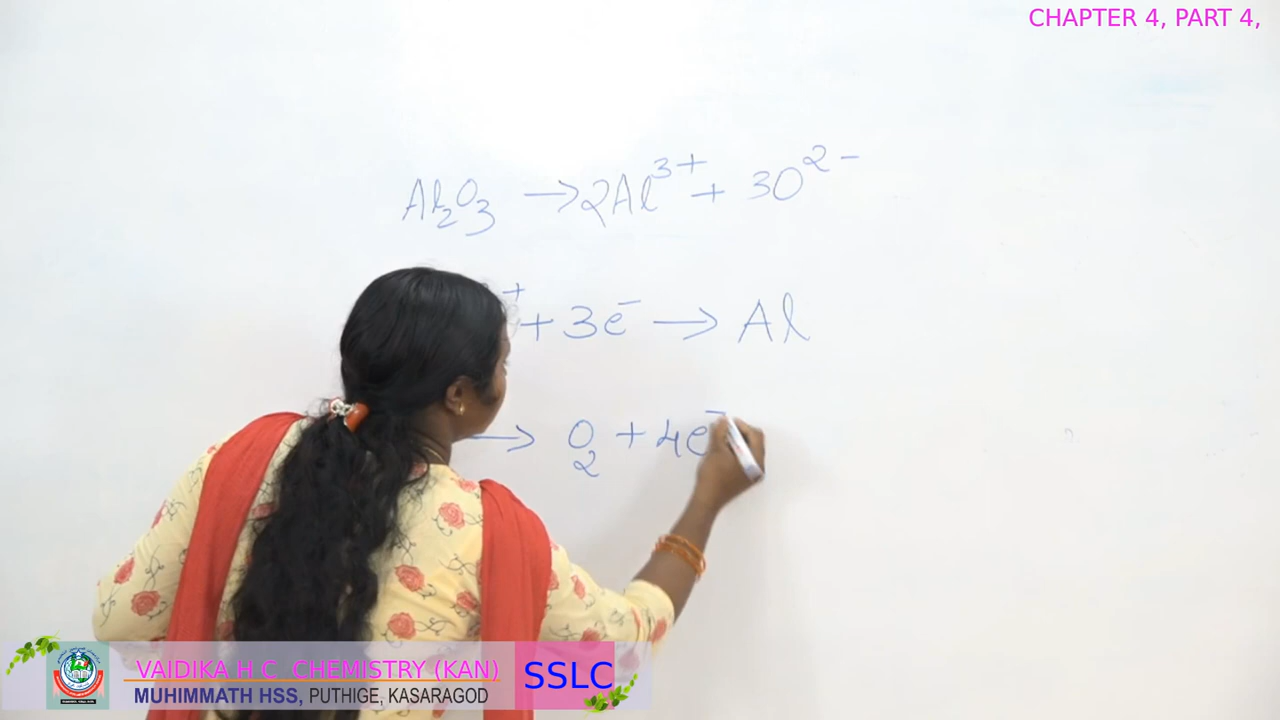 CHAPTER 4, PART 4,
Al₂O₃ → 2Al³⁺ + 3O²⁻
⁺ + 3e⁻ → Al
→ O₂ + 4e⁻
VAIDIKA H C CHEMISTRY (KAN)
MUHIMMATH HSS, PUTHIGE, KASARAGOD
SSLC